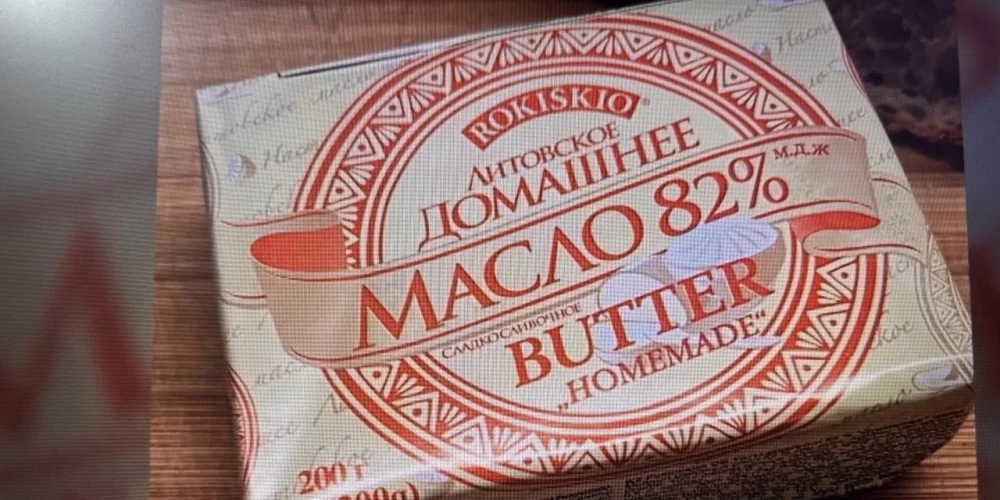 ROKISKIO®
ЛИТОВСКОЕ
ДОМАШНЕЕ
МАСЛО 82% М.Д.Ж
СЛАДКОСЛИВОЧНОЕ
BUTTER
„HOMEMADE“
200 г